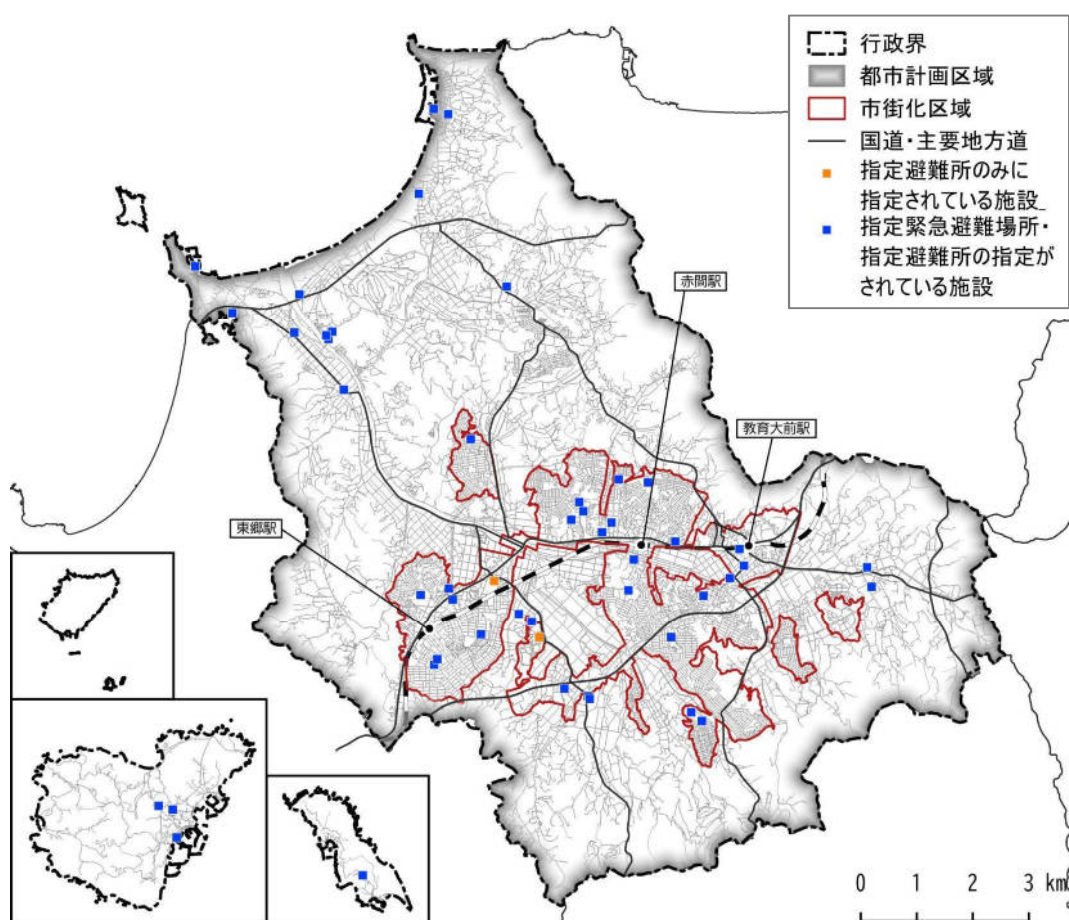 行政界
都市計画区域
市街化区域
国道・主要地方道
指定避難所のみに
指定されている施設_
指定緊急避難場所・
指定避難所の指定が
されている施設
赤間駅
教育大前駅
東郷駅
0 1 2 3 km